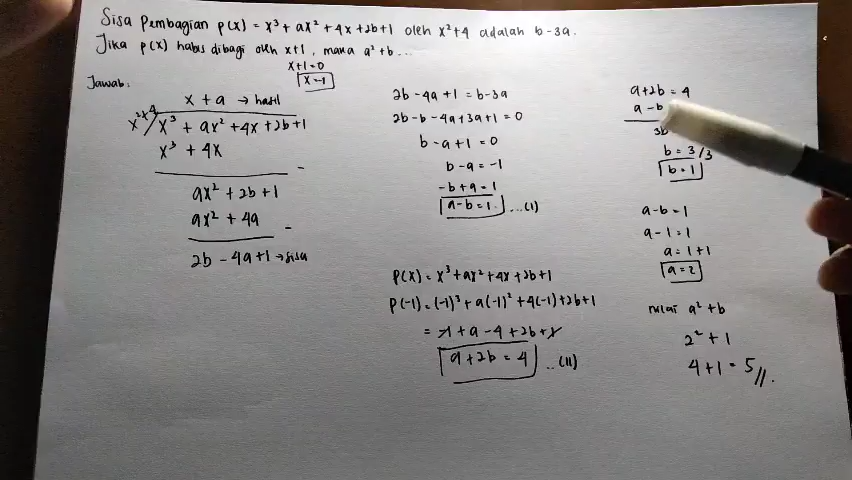 Sisa Pembagian p(x) = x³ + ax² + 4x + 2b + 1 oleh x² + 4 adalah b - 3a.
Jika p(x) habis dibagi oleh x+1, maka a² + b ...
x+1=0
x=-1
Jawab:
x + a → hasil
x³ + ax² + 4x + 2b + 1
x³ + 4x
ax² + 2b + 1
ax² + 4a
2b - 4a + 1 → sisa
2b - 4a + 1 = b - 3a
2b - b - 4a + 3a + 1 = 0
b - a + 1 = 0
b - a = -1
-b + a = 1
a - b = 1 ...(I)
p(x) = x³ + ax² + 4x + 2b + 1
p(-1) = (-1)³ + a(-1)² + 4(-1) + 2b + 1
= -1 + a - 4 + 2b + 1
a + 2b = 4 ..(II)
a + 2b = 4
a - b
3b
b = 3/3
b = 1
a - b = 1
a - 1 = 1
a = 1 + 1
a = 2
nilai a² + b
2² + 1
4 + 1 = 5 //.